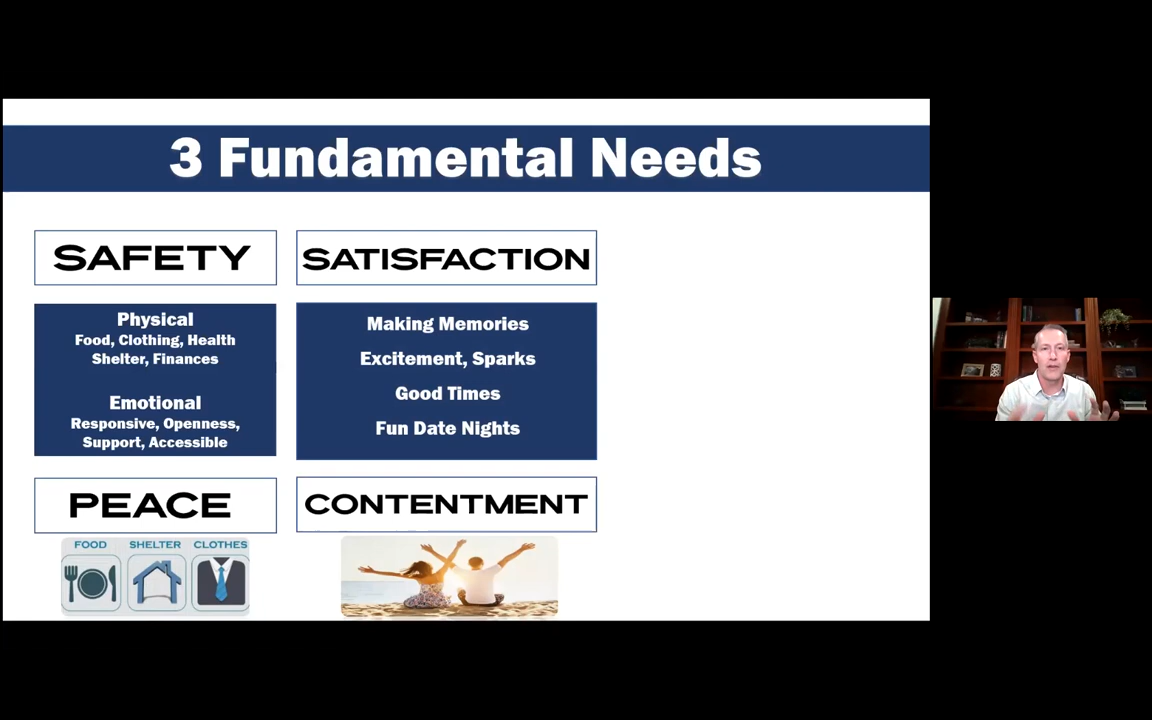 3 Fundamental Needs
SAFETY
Physical
Food, Clothing, Health
Shelter, Finances
Emotional
Responsive, Openness,
Support, Accessible
PEACE
FOOD SHELTER CLOTHES
SATISFACTION
Making Memories
Excitement, Sparks
Good Times
Fun Date Nights
CONTENTMENT